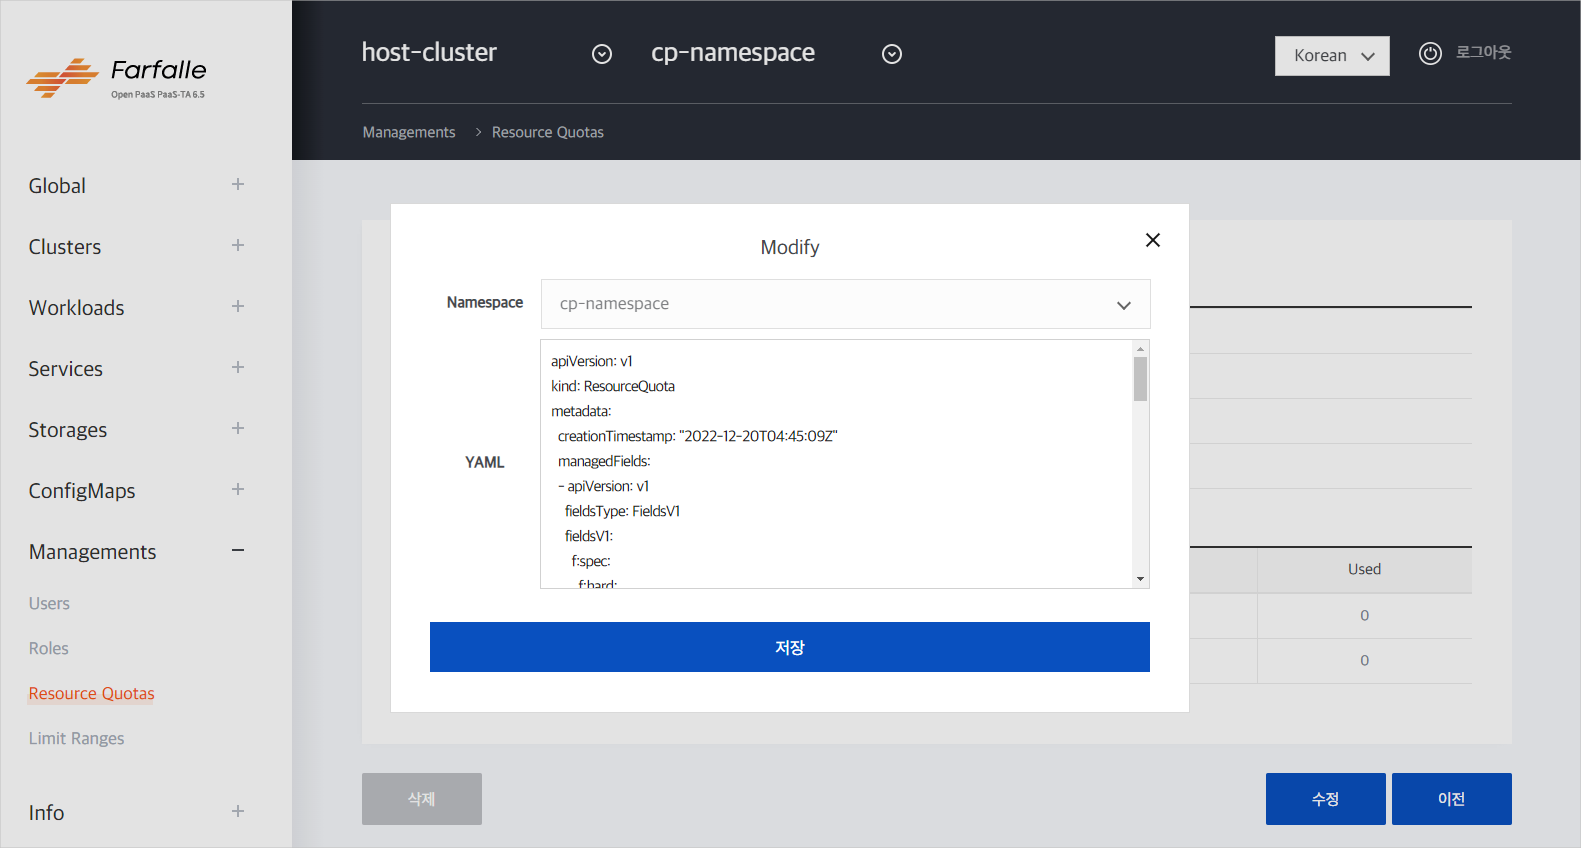 Farfalle
Open PaaS PaaS-TA 6.5
Global
Clusters
Workloads
Services
Storages
ConfigMaps
Managements
Users
Roles
Resource Quotas
Limit Ranges
Info
host-cluster
cp-namespace
Korean
로그아웃
Managements > Resource Quotas
Modify
Namespace
cp-namespace
YAML
apiVersion: v1
kind: ResourceQuota
metadata:
creationTimestamp: "2022-12-20T04:45:09Z"
managedFields:
- apiVersion: v1
fieldsType: FieldsV1
fieldsV1:
f:spec:
f:hard:
저장
Used
0
0
삭제
수정
이전